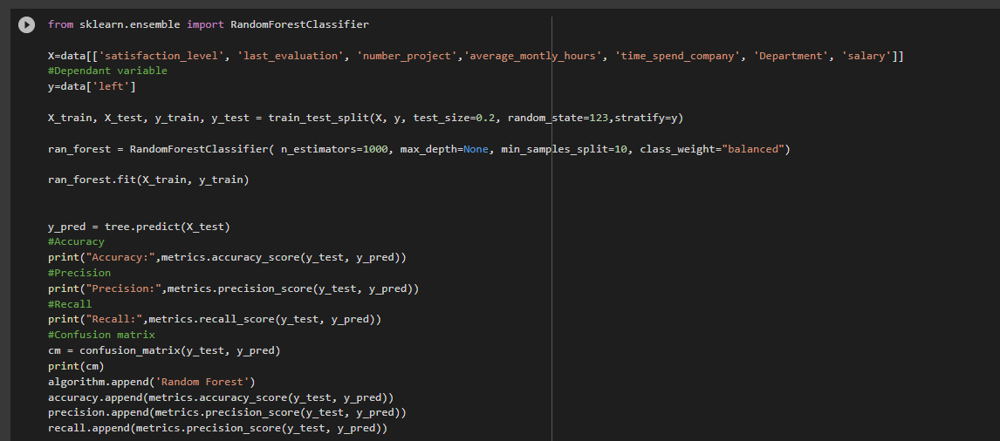 from sklearn.ensemble import RandomForestClassifier
X=data[['satisfaction_level', 'last_evaluation', 'number_project','average_montly_hours', 'time_spend_company', 'Department', 'salary']]
#Dependant variable
y=data['left']
X_train, X_test, y_train, y_test = train_test_split(X, y, test_size=0.2, random_state=123,stratify=y)
ran_forest = RandomForestClassifier( n_estimators=1000, max_depth=None, min_samples_split=10, class_weight="balanced")
ran_forest.fit(X_train, y_train)
y_pred = tree.predict(X_test)
#Accuracy
print("Accuracy:",metrics.accuracy_score(y_test, y_pred))
#Precision
print("Precision:",metrics.precision_score(y_test, y_pred))
#Recall
print("Recall:",metrics.recall_score(y_test, y_pred))
#Confusion matrix
cm = confusion_matrix(y_test, y_pred)
print(cm)
algorithm.append('Random Forest')
accuracy.append(metrics.accuracy_score(y_test, y_pred))
precision.append(metrics.precision_score(y_test, y_pred))
recall.append(metrics.precision_score(y_test, y_pred))